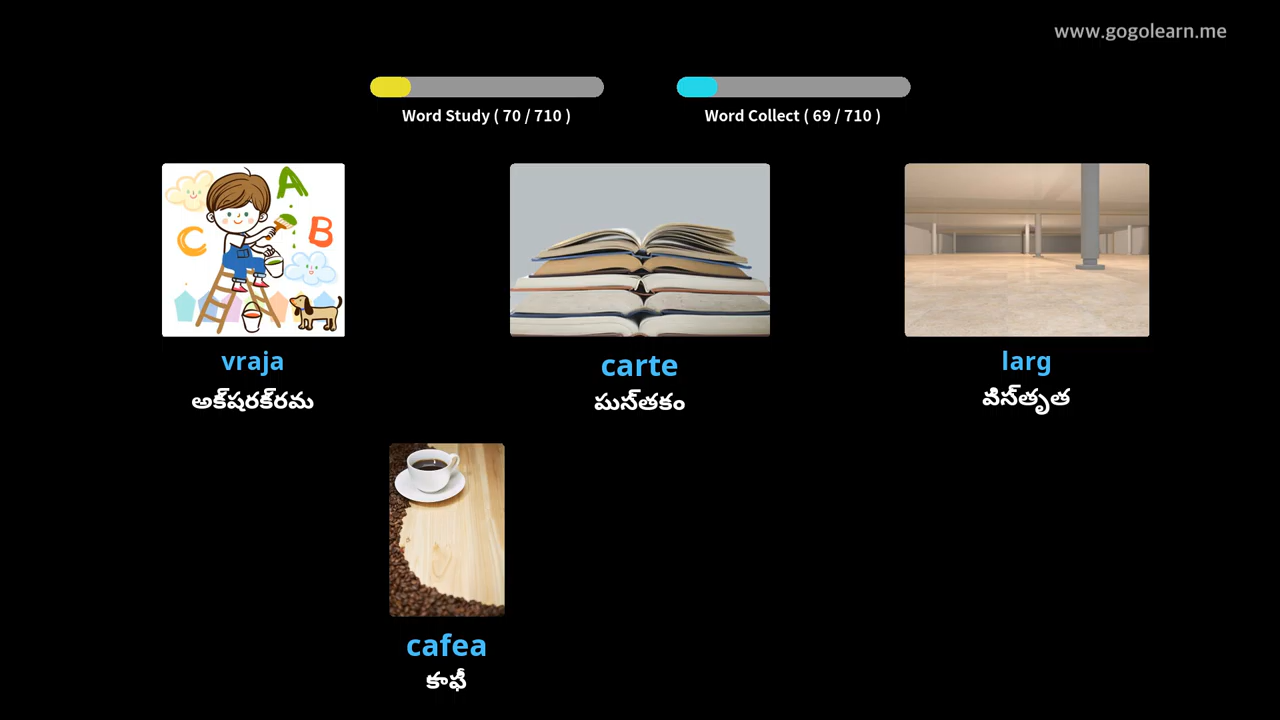 www.gogolearn.me
Word Study ( 70 / 710 )
Word Collect ( 69 / 710 )
A
B
C
vraja
carte
larg
అక్షరక్రమ
పుస్తకం
విస్తృత
cafea
కాఫీ